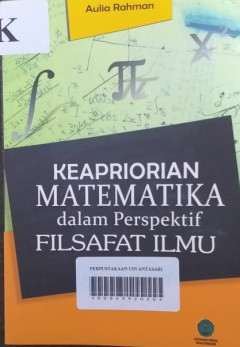 Aulia Rahman
K
KEAPRIORIAN
MATEMATIKA
dalam Perspektif
FILSAFAT ILMU
PERPUSTAKAAN UIN ANTASARI